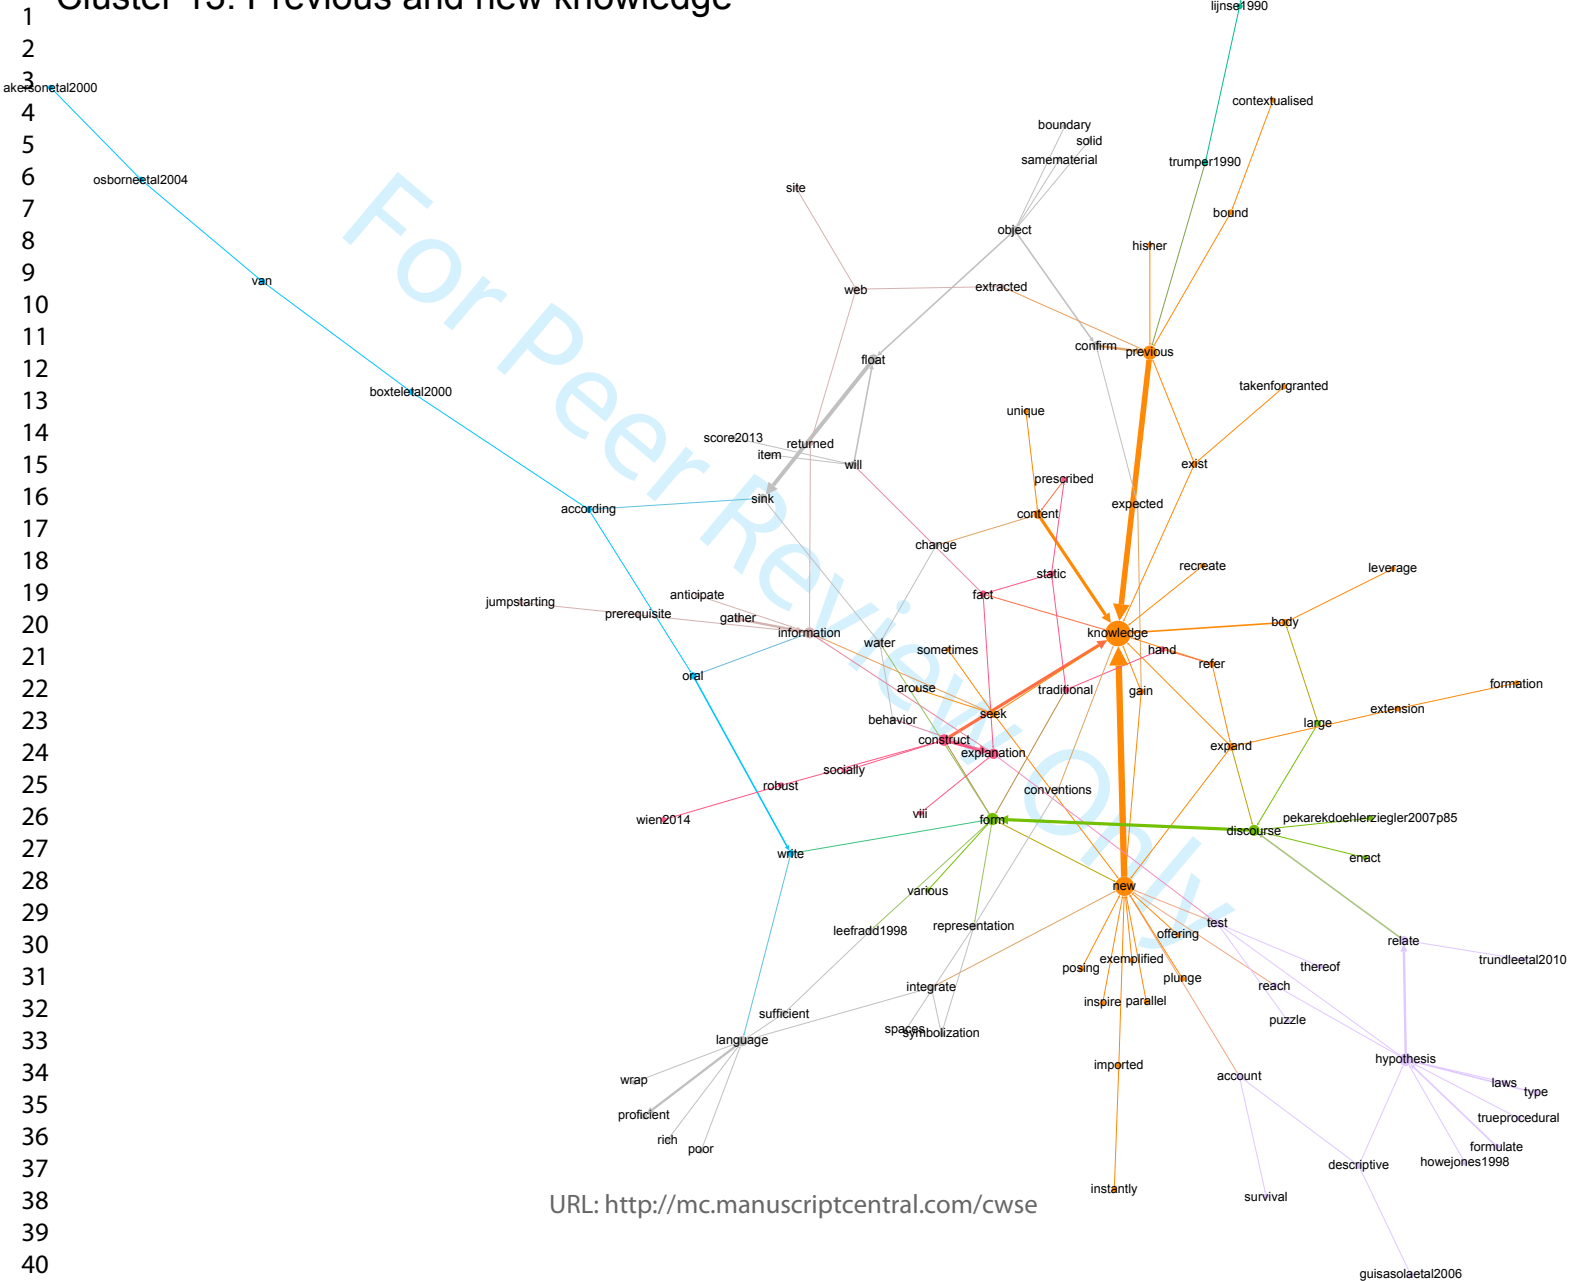 Cluster 15: Previous and new knowledge
1
2
3
4
5
6
7
8
9
10
11
12
13
14
15
16
17
18
19
20
21
22
23
24
25
26
27
28
29
30
31
32
33
34
35
36
37
38
39
40
For Peer Review Only
lijnse1990
akersonetal2000
contextualised
boundary
solid
samematerial
trumper1990
osborneetal2004
site
bound
object
hisher
van
web
extracted
confirm
previous
float
takenforgranted
boxteletal2000
unique
score2013
returned
item
will
exist
prescribed
sink
expected
according
content
change
recreate
leverage
static
jumpstarting
anticipate
fact
prerequisite
gather
information
knowledge
body
water
sometimes
hand
refer
oral
arouse
traditional
gain
formation
behavior
seek
extension
large
construct
explanation
expand
socially
robust
conventions
wien2014
viii
form
pekarekdoehlerziegler2007p85
discourse
write
enact
new
various
leefradd1998
representation
test
offering
relate
exemplified
trundleetal2010
posing
thereof
plunge
integrate
reach
inspire
parallel
sufficient
puzzle
spaces
symbolization
language
hypothesis
imported
account
wrap
laws
type
proficient
trueprocedural
rich
poor
formulate
howejones1998
descriptive
instantly
survival
URL: http://mc.manuscriptcentral.com/cwse
guisasolaetal2006